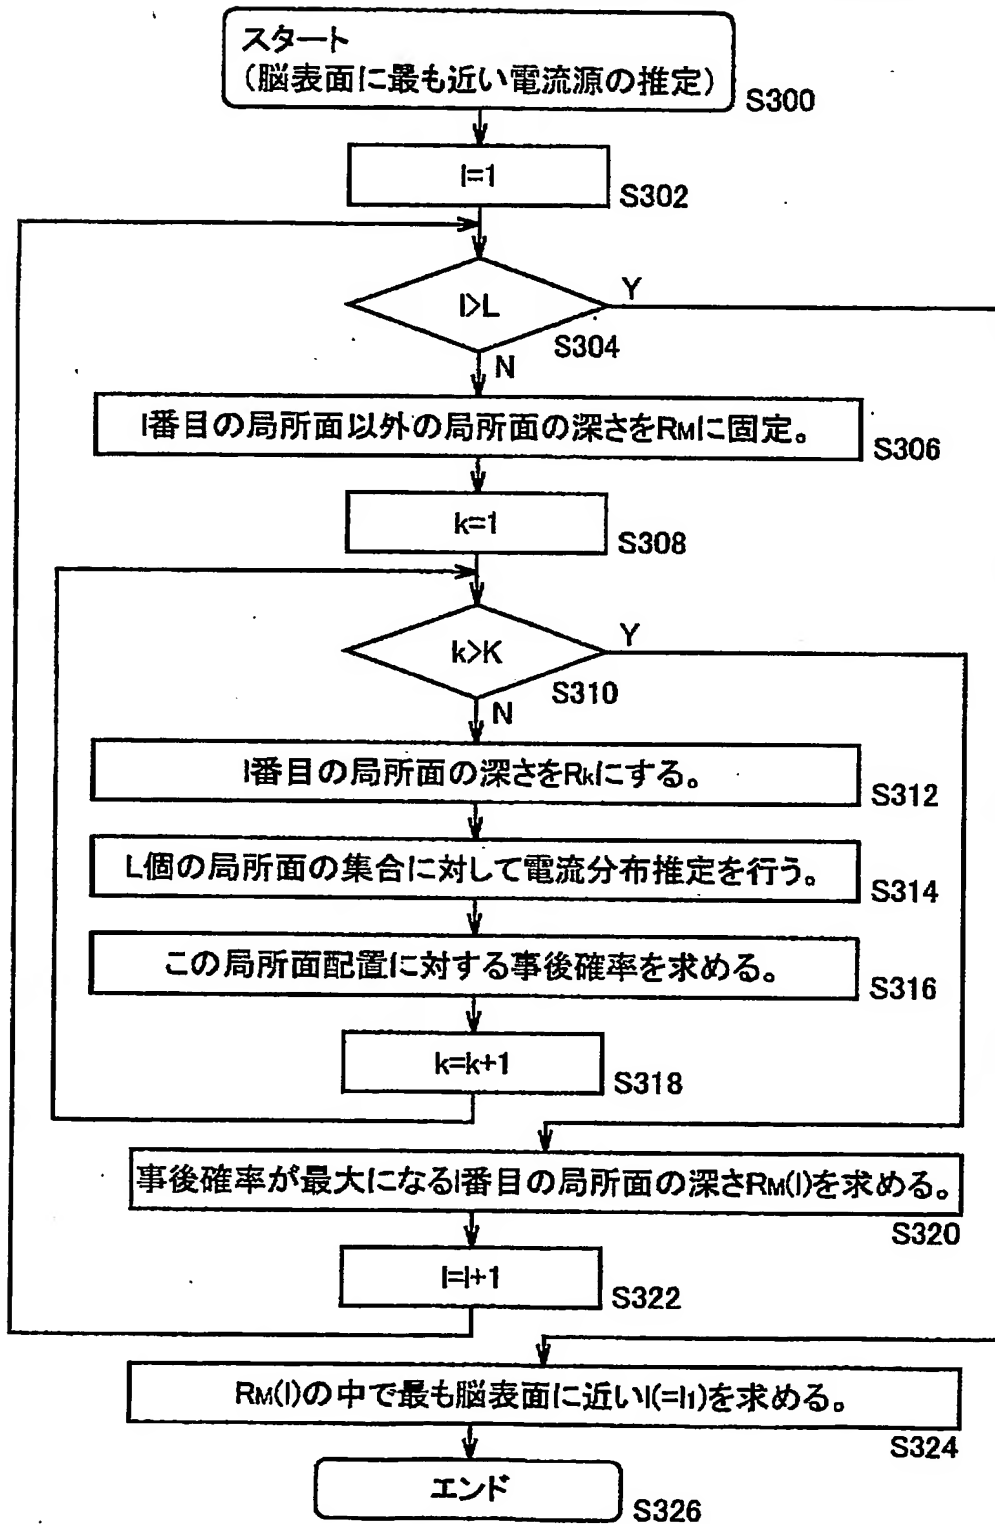 スタート
(脳表面に最も近い電流源の推定)
S300
l=1
S302
l>L
Y
S304
N
l番目の局所面以外の局所面の深さをRMに固定。
S306
k=1
S308
k>K
Y
S310
N
l番目の局所面の深さをRkにする。
S312
L個の局所面の集合に対して電流分布推定を行う。
S314
この局所面配置に対する事後確率を求める。
S316
k=k+1
S318
事後確率が最大になるl番目の局所面の深さRM(l)を求める。
S320
l=l+1
S322
RM(l)の中で最も脳表面に近いl(=l1)を求める。
S324
エンド
S326